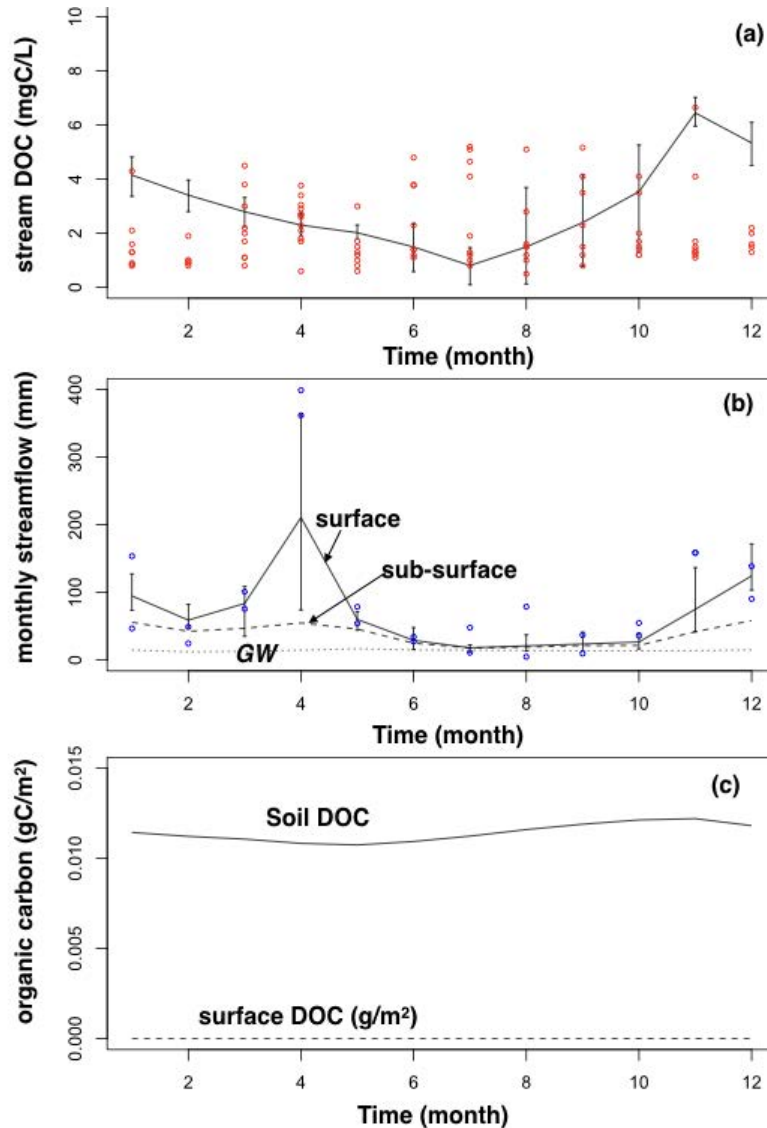 (a)
stream DOC (mgC/L)
0 2 4 6 8 10
2 4 6 8 10 12
Time (month)
(b)
monthly streamflow (mm)
0 100 200 300 400
surface
sub-surface
GW
2 4 6 8 10 12
Time (month)
(c)
organic carbon (gC/m²)
0.000 0.005 0.010 0.015
Soil DOC
surface DOC (g/m²)
2 4 6 8 10 12
Time (month)